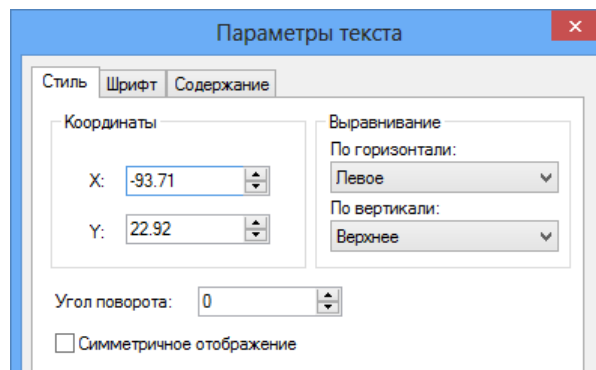 Параметры текста
Стиль Шрифт Содержание
Координаты
X: -93.71
Y: 22.92
Выравнивание
По горизонтали:
Левое
По вертикали:
Верхнее
Угол поворота: 0
Симметричное отображение